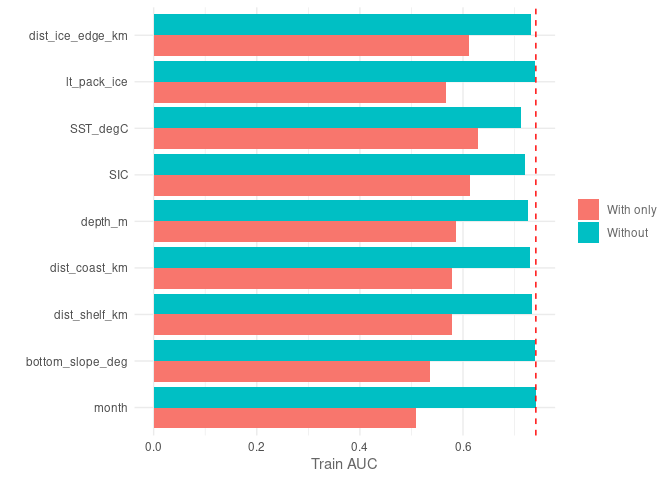 dist_ice_edge_km
lt_pack_ice
SST_degC
SIC
depth_m
dist_coast_km
dist_shelf_km
bottom_slope_deg
month
0.0 0.2 0.4 0.6
Train AUC
With only
Without